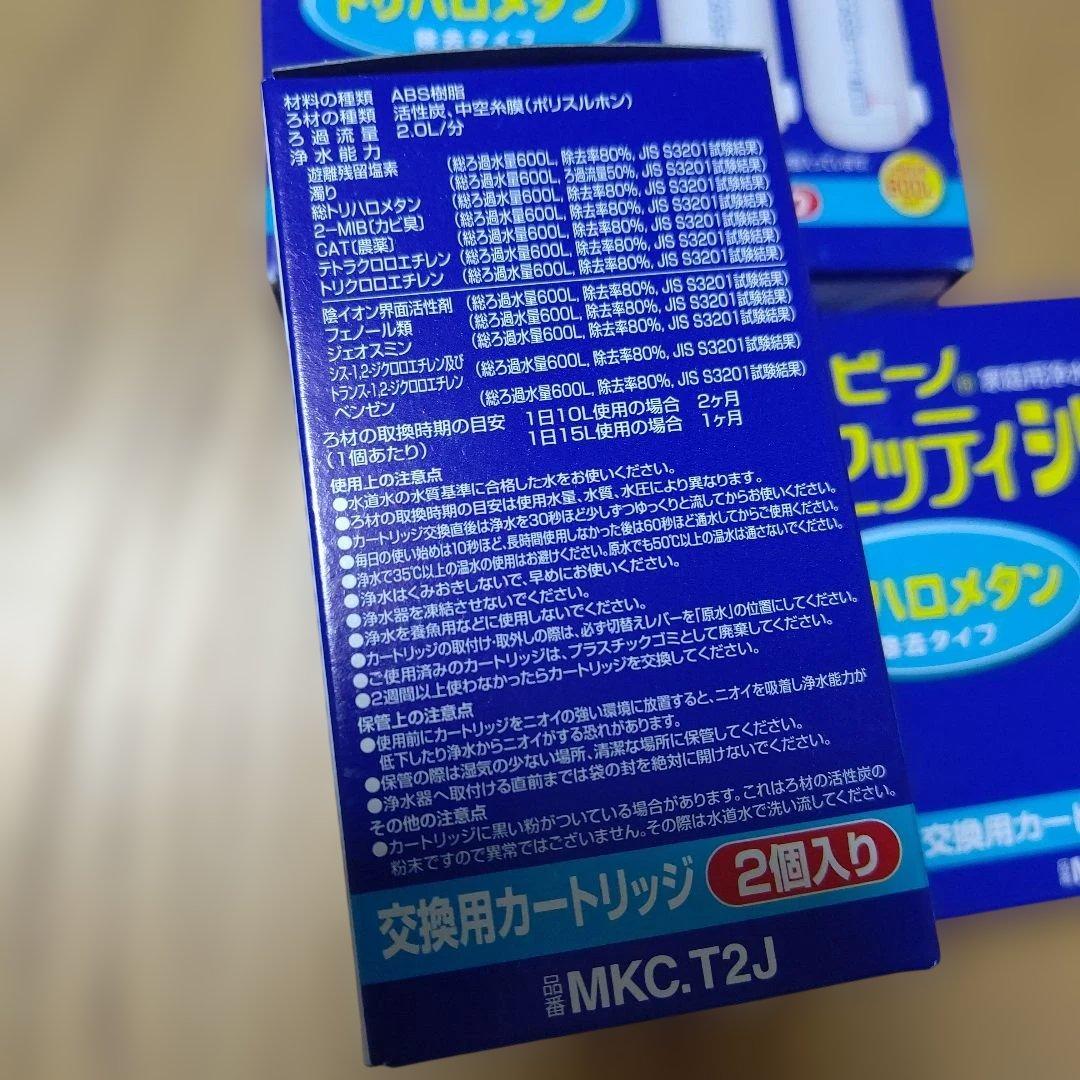 トリハロメタン
除去タイプ
材料の種類 ABS樹脂
ろ材の種類 活性炭、中空糸膜(ポリスルホン)
ろ過流量 2.0L/分
浄水能力
遊離残留塩素 (総ろ過水量600L, 除去率80%, JIS S3201試験結果)
濁り (総ろ過水量600L, ろ過流量50%, JIS S3201試験結果)
総トリハロメタン (総ろ過水量600L, 除去率80%, JIS S3201試験結果)
2-MIB〔カビ臭〕 (総ろ過水量600L, 除去率80%, JIS S3201試験結果)
CAT〔農薬〕 (総ろ過水量600L, 除去率80%, JIS S3201試験結果)
テトラクロロエチレン (総ろ過水量600L, 除去率80%, JIS S3201試験結果)
トリクロロエチレン (総ろ過水量600L, 除去率80%, JIS S3201試験結果)
陰イオン界面活性剤 (総ろ過水量600L, 除去率80%, JIS S3201試験結果)
フェノール類 (総ろ過水量600L, 除去率80%, JIS S3201試験結果)
ジェオスミン (総ろ過水量600L, 除去率80%, JIS S3201試験結果)
シス-1,2-ジクロロエチレン及び
トランス-1,2-ジクロロエチレン (総ろ過水量600L, 除去率80%, JIS S3201試験結果)
ベンゼン (総ろ過水量600L, 除去率80%, JIS S3201試験結果)
ろ材の取換時期の目安 1日10L使用の場合 2ヶ月
(1個あたり) 1日15L使用の場合 1ヶ月
使用上の注意点
●水道水の水質基準に合格した水をお使いください。
●ろ材の取換時期の目安は使用水量、水質、水圧により異なります。
●カートリッジ交換直後は浄水を30秒ほど少しずつゆっくりと流してからお使いください。
●毎日の使い始めは10秒ほど、長時間使用しなかった後は60秒ほど通水してからご使用ください。
●浄水で35℃以上の温水の使用はお避けください。原水でも50℃以上の温水は通さないでください。
●浄水はくみおきしないで、早めにお使いください。
●浄水器を凍結させないでください。
●浄水を養魚用などに使用しないでください。
●カートリッジの取付け・取外しの際は、必ず切替えレバーを「原水」の位置にしてください。
●ご使用済みのカートリッジは、プラスチックゴミとして廃棄してください。
●2週間以上使わなかったらカートリッジを交換してください。
保管上の注意点
●使用前にカートリッジをニオイの強い環境に放置すると、ニオイを吸着し浄水能力が
低下したり浄水からニオイがする恐れがあります。
●保管の際は湿気の少ない場所、清潔な場所に保管してください。
●浄水器へ取付ける直前までは袋の封を絶対に開けないでください。
その他の注意点
●カートリッジに黒い粉がついている場合があります。これはろ材の活性炭の
粉末ですので異常ではございません。その際は水道水で洗い流してください。
交換用カートリッジ 2個入り
品番 MKC.T2J
600L
ビーノ® 家庭用浄水
ハロメタン
除去タイプ
交換用カート